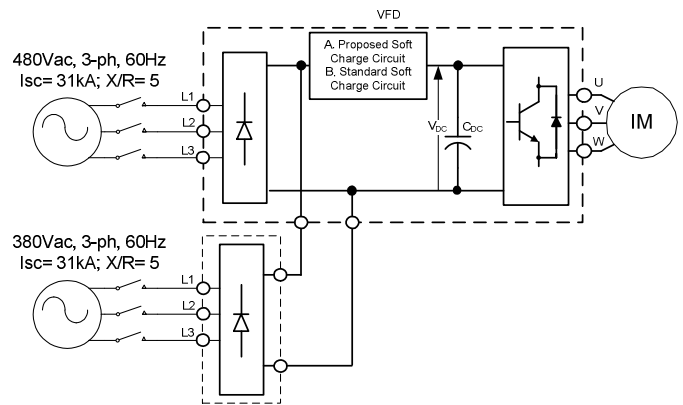 VFD
480Vac, 3-ph, 60Hz
Isc= 31kA; X/R= 5
A. Proposed Soft
Charge Circuit
B. Standard Soft
Charge Circuit
L1
L2
L3
VDC
CDC
U
V
W
IM
380Vac, 3-ph, 60Hz
Isc= 31kA; X/R= 5
L1
L2
L3